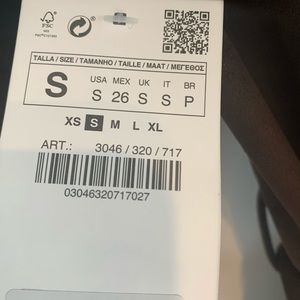 FSC
TALLA / SIZE / TAMANHO / TAILLE / MAAT / ΜΕΓΕΘΟΣ
S
USA MEX UK IT BR
S 26 S S P
XS S M L XL
ART.: 3046 / 320 / 717
03046320717027